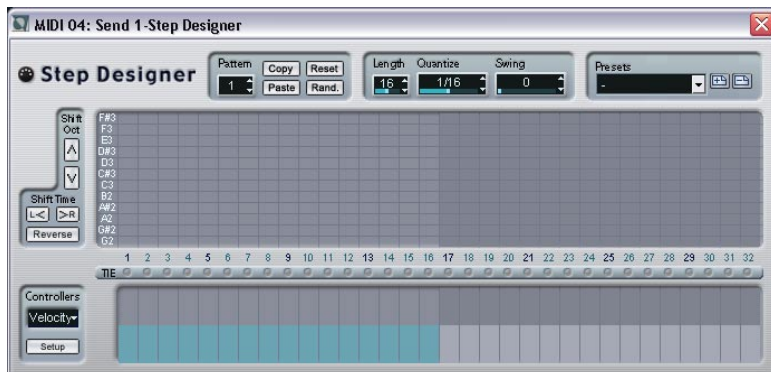 MIDI 04: Send 1-Step Designer
Step Designer
Pattern
1
Copy Reset
Paste Rand.
Length Quantize Swing
16 1/16 0
Presets
-
Shift
Oct
F#3
F3
E3
D#3
D3
C#3
C3
B2
A#2
A2
G#2
G2
Shift Time
L< >R
Reverse
1 2 3 4 5 6 7 8 9 10 11 12 13 14 15 16 17 18 19 20 21 22 23 24 25 26 27 28 29 30 31 32
TIE
Controllers
Velocity
Setup